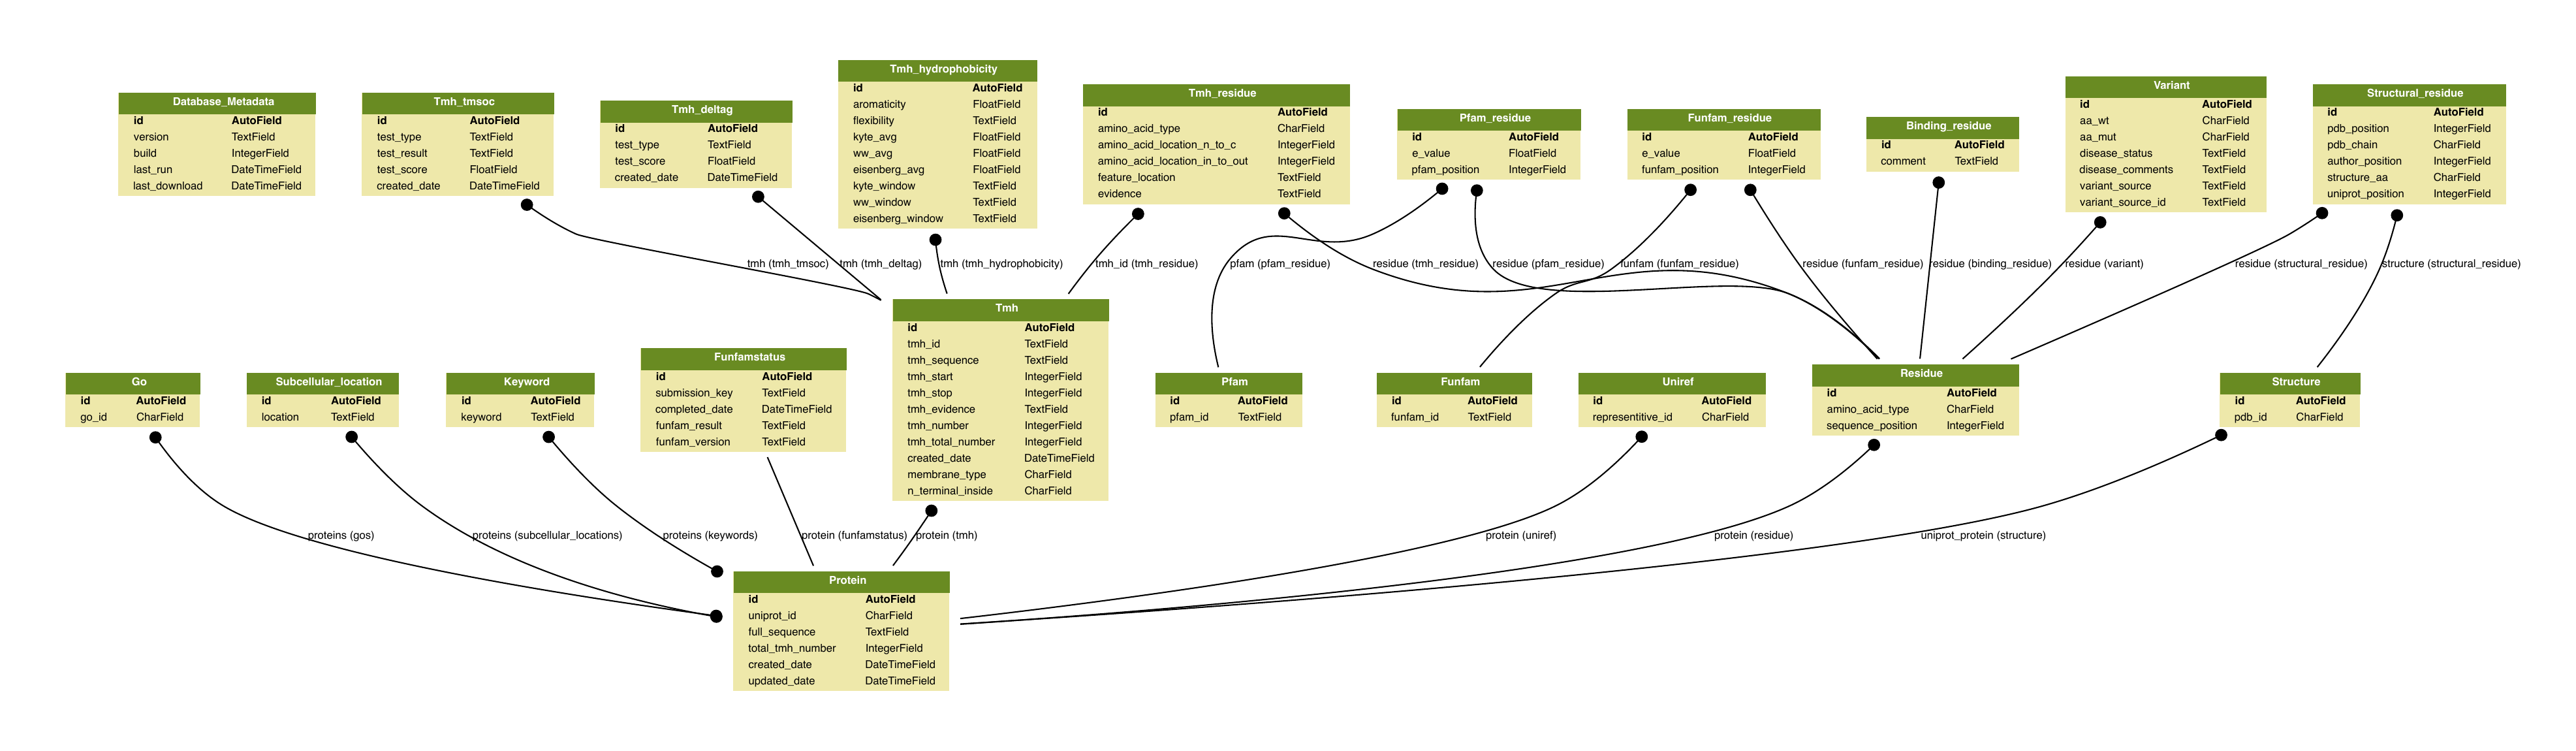 Database_Metadata
id AutoField
version TextField
build IntegerField
last_run DateTimeField
last_download DateTimeField
Tmh_tmsoc
id AutoField
test_type TextField
test_result TextField
test_score FloatField
created_date DateTimeField
Tmh_deltag
id AutoField
test_type TextField
test_score FloatField
created_date DateTimeField
Tmh_hydrophobicity
id AutoField
aromaticity FloatField
flexibility TextField
kyte_avg FloatField
ww_avg FloatField
eisenberg_avg FloatField
kyte_window TextField
ww_window TextField
eisenberg_window TextField
Tmh_residue
id AutoField
amino_acid_type CharField
amino_acid_location_n_to_c IntegerField
amino_acid_location_in_to_out IntegerField
feature_location TextField
evidence TextField
Pfam_residue
id AutoField
e_value FloatField
pfam_position IntegerField
Funfam_residue
id AutoField
e_value FloatField
funfam_position IntegerField
Binding_residue
id AutoField
comment TextField
Variant
id AutoField
aa_wt CharField
aa_mut CharField
disease_status TextField
disease_comments TextField
variant_source TextField
variant_source_id TextField
Structural_residue
id AutoField
pdb_position IntegerField
pdb_chain CharField
author_position IntegerField
structure_aa CharField
uniprot_position IntegerField
tmh (tmh_tmsoc)
tmh (tmh_deltag)
tmh (tmh_hydrophobicity)
tmh_id (tmh_residue)
pfam (pfam_residue)
residue (tmh_residue)
residue (pfam_residue)
funfam (funfam_residue)
residue (funfam_residue)
residue (binding_residue)
residue (variant)
residue (structural_residue)
structure (structural_residue)
Go
id AutoField
go_id CharField
Subcellular_location
id AutoField
location TextField
Keyword
id AutoField
keyword TextField
Funfamstatus
id AutoField
submission_key TextField
completed_date DateTimeField
funfam_result TextField
funfam_version TextField
Tmh
id AutoField
tmh_id TextField
tmh_sequence TextField
tmh_start IntegerField
tmh_stop IntegerField
tmh_evidence TextField
tmh_number IntegerField
tmh_total_number IntegerField
created_date DateTimeField
membrane_type CharField
n_terminal_inside CharField
Pfam
id AutoField
pfam_id TextField
Funfam
id AutoField
funfam_id TextField
Uniref
id AutoField
representitive_id CharField
Residue
id AutoField
amino_acid_type CharField
sequence_position IntegerField
Structure
id AutoField
pdb_id CharField
proteins (gos)
proteins (subcellular_locations)
proteins (keywords)
protein (funfamstatus)
protein (tmh)
protein (uniref)
protein (residue)
uniprot_protein (structure)
Protein
id AutoField
uniprot_id CharField
full_sequence TextField
total_tmh_number IntegerField
created_date DateTimeField
updated_date DateTimeField